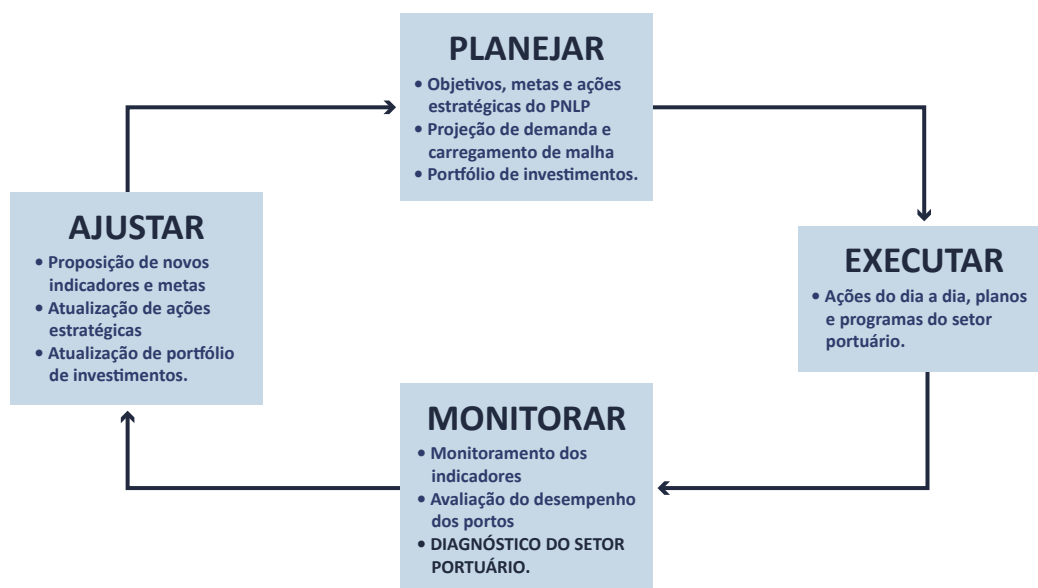 PLANEJAR
• Objetivos, metas e ações
estratégicas do PNLP
• Projeção de demanda e
carregamento de malha
• Portfólio de investimentos.
EXECUTAR
• Ações do dia a dia, planos
e programas do setor
portuário.
MONITORAR
• Monitoramento dos
indicadores
• Avaliação do desempenho
dos portos
• DIAGNÓSTICO DO SETOR
PORTUÁRIO.
AJUSTAR
• Proposição de novos
indicadores e metas
• Atualização de ações
estratégicas
• Atualização de portfólio
de investimentos.